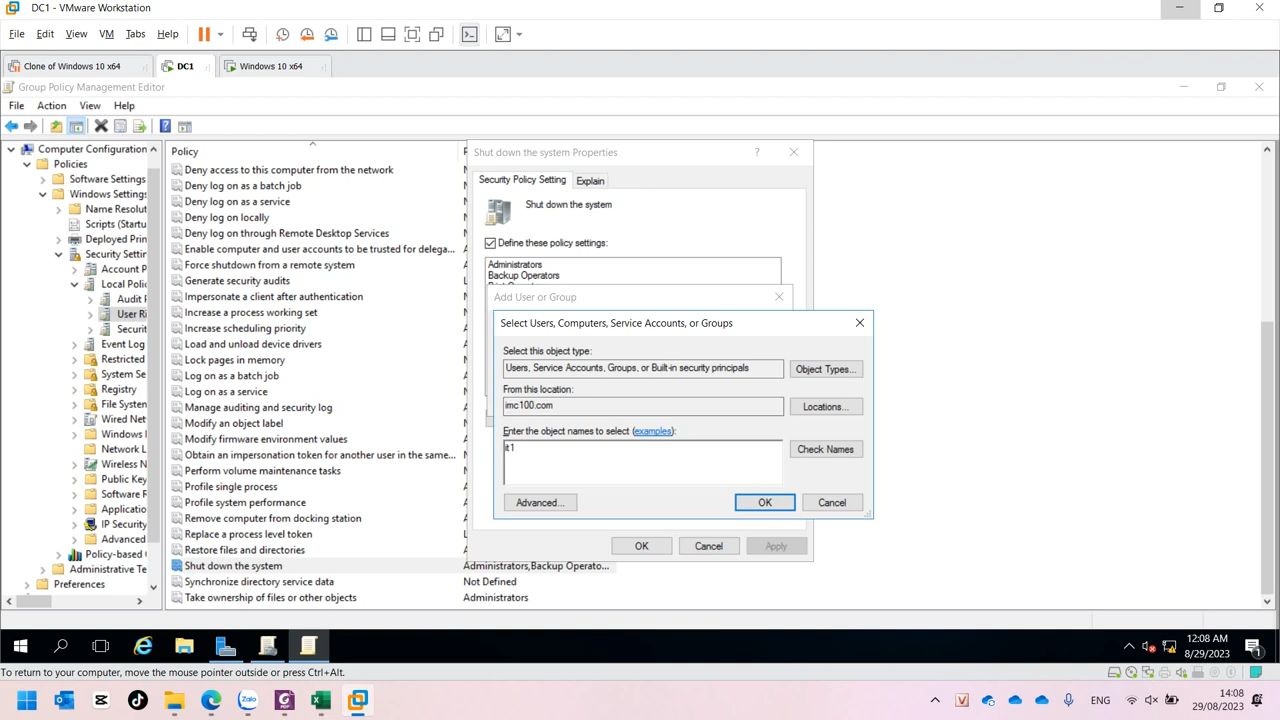 DC1 - VMware Workstation
File Edit View VM Tabs Help
Clone of Windows 10 x64 DC1 Windows 10 x64
Group Policy Management Editor
File Action View Help
Computer Configuration
Policies
Software Settings
Windows Settings
Name Resolut
Scripts (Startu
Deployed Prin
Security Settin
Account P
Local Polic
Audit P
User Ri
Securit
Event Log
Restricted
System Se
Registry
File System
Wired Net
Windows I
Network L
Wireless N
Public Key
Software R
Applicatio
IP Security
Advanced
Policy-based
Administrative Te
Preferences
Policy
Deny access to this computer from the network
Deny log on as a batch job
Deny log on as a service
Deny log on locally
Deny log on through Remote Desktop Services
Enable computer and user accounts to be trusted for delega...
Force shutdown from a remote system
Generate security audits
Impersonate a client after authentication
Increase a process working set
Increase scheduling priority
Load and unload device drivers
Lock pages in memory
Log on as a batch job
Log on as a service
Manage auditing and security log
Modify an object label
Modify firmware environment values
Obtain an impersonation token for another user in the same...
Perform volume maintenance tasks
Profile single process
Profile system performance
Remove computer from docking station
Replace a process level token
Restore files and directories
Shut down the system Administrators,Backup Operato...
Synchronize directory service data Not Defined
Take ownership of files or other objects Administrators
Shut down the system Properties ?
Security Policy Setting Explain
Shut down the system
Define these policy settings:
Administrators
Backup Operators
Add User or Group
Select Users, Computers, Service Accounts, or Groups
Select this object type:
Users, Service Accounts, Groups, or Built-in security principals Object Types...
From this location:
imc100.com Locations...
Enter the object names to select (examples):
it1 Check Names
Advanced... OK Cancel
OK Cancel Apply
12:08 AM
8/29/2023
1
To return to your computer, move the mouse pointer outside or press Ctrl+Alt.
Zalo
ENG
14:08
29/08/2023